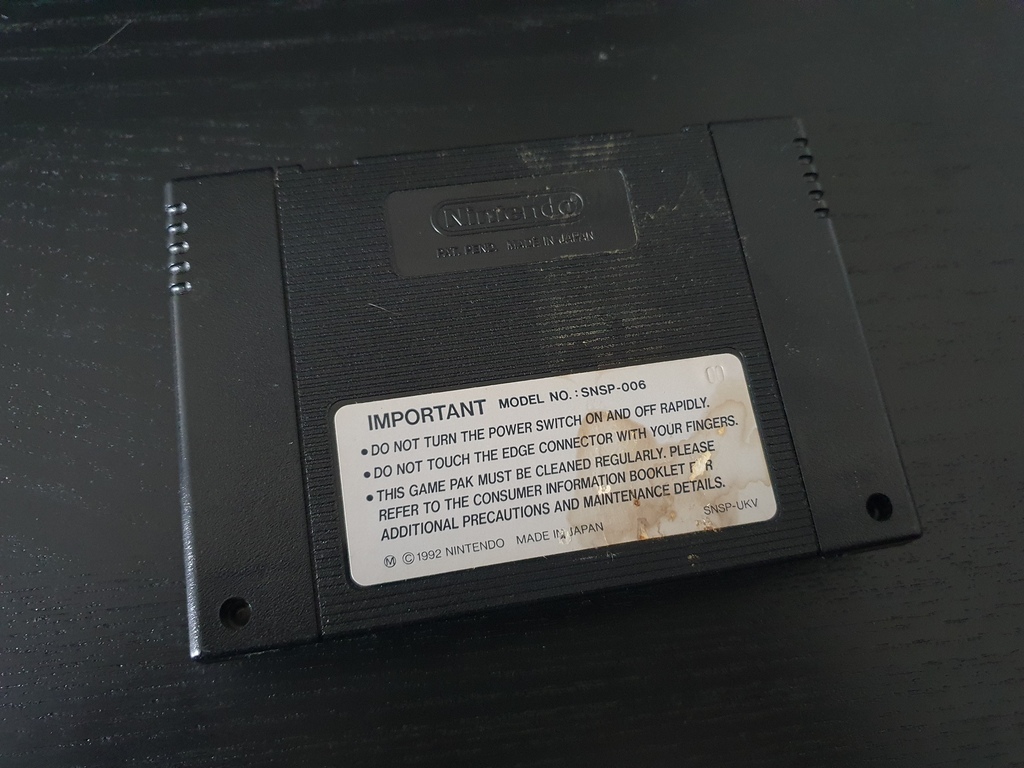 Nintendo®
PAT. PEND. MADE IN JAPAN
IMPORTANT MODEL NO. : SNSP-006
• DO NOT TURN THE POWER SWITCH ON AND OFF RAPIDLY.
• DO NOT TOUCH THE EDGE CONNECTOR WITH YOUR FINGERS.
• THIS GAME PAK MUST BE CLEANED REGULARLY. PLEASE
REFER TO THE CONSUMER INFORMATION BOOKLET FOR
ADDITIONAL PRECAUTIONS AND MAINTENANCE DETAILS.
Ⓜ © 1992 NINTENDO MADE IN JAPAN SNSP-UKV